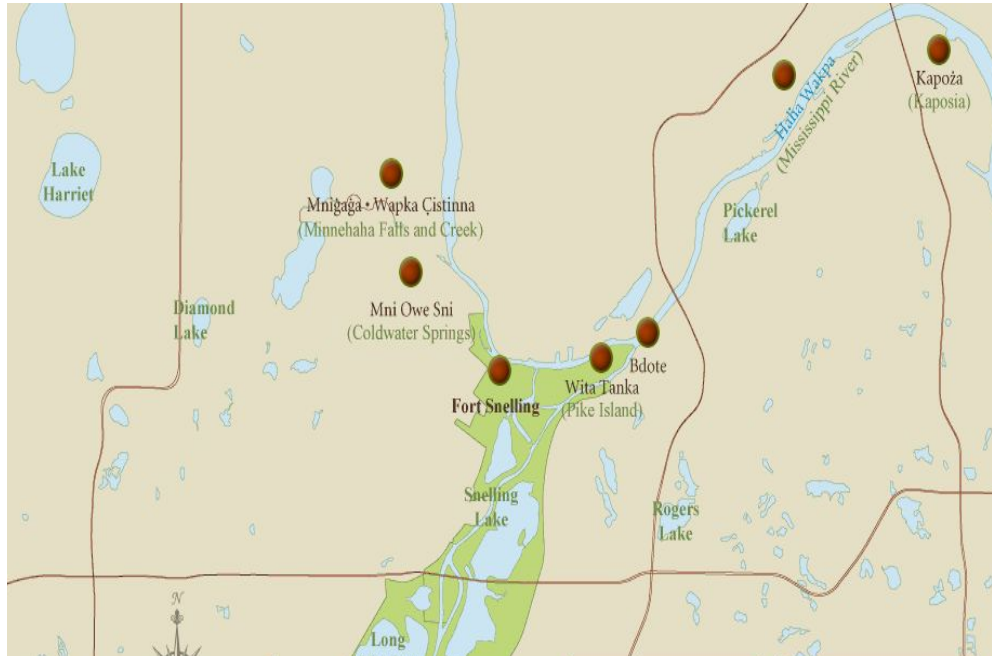 Kapoża
(Kaposia)
Ḣaḣa Wakpa
(Mississippi River)
Lake
Harriet
Mniġaġa • Wapka Çistinna
(Minnehaha Falls and Creek)
Pickerel
Lake
Mni Owe Sni
(Coldwater Springs)
Diamond
Lake
Bdote
Wita Tanka
(Pike Island)
Fort Snelling
Snelling
Lake
Rogers
Lake
N
Long